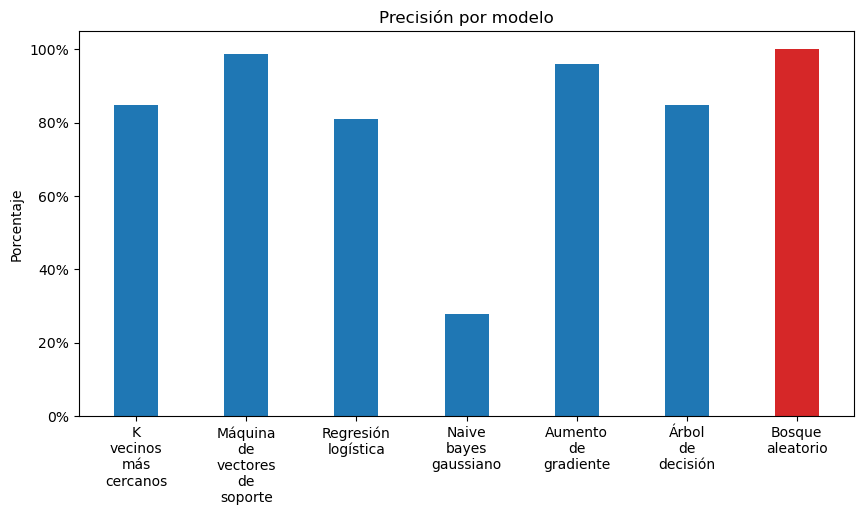 Precisión por modelo
Porcentaje
100%
80%
60%
40%
20%
0%
K
vecinos
más
cercanos
Máquina
de
vectores
de
soporte
Regresión
logística
Naive
bayes
gaussiano
Aumento
de
gradiente
Árbol
de
decisión
Bosque
aleatorio